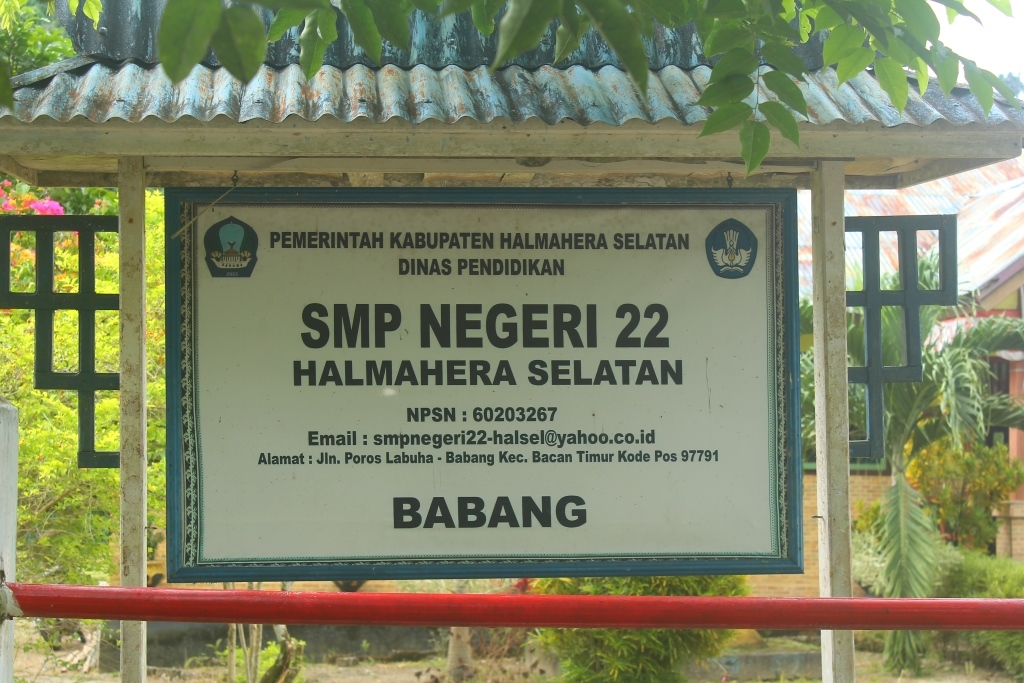 PEMERINTAH KABUPATEN HALMAHERA SELATAN
DINAS PENDIDIKAN
SMP NEGERI 22
HALMAHERA SELATAN
NPSN : 60203267
Email : smpnegeri22-halsel@yahoo.co.id
Alamat : Jln. Poros Labuha - Babang Kec. Bacan Timur Kode Pos 97791
BABANG